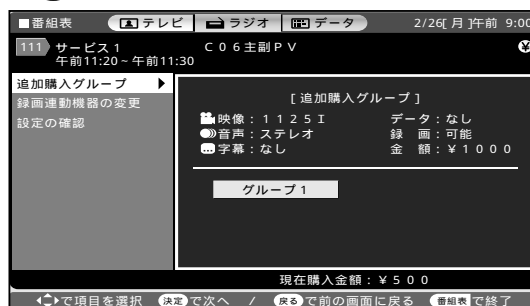 ■番組表 テレビ ラジオ データ 2/26[月]午前 9:00
111 サービス1 C06主副PV ¥
午前11:20~午前11:30
追加購入グループ ▶
録画連動機器の変更
設定の確認
[追加購入グループ]
映像:1125I データ:なし
音声:ステレオ 録 画:可能
字幕:なし 金 額:¥1000
グループ1
現在購入金額:¥500
で項目を選択 決定で次へ / 戻るで前の画面に戻る 番組表で終了